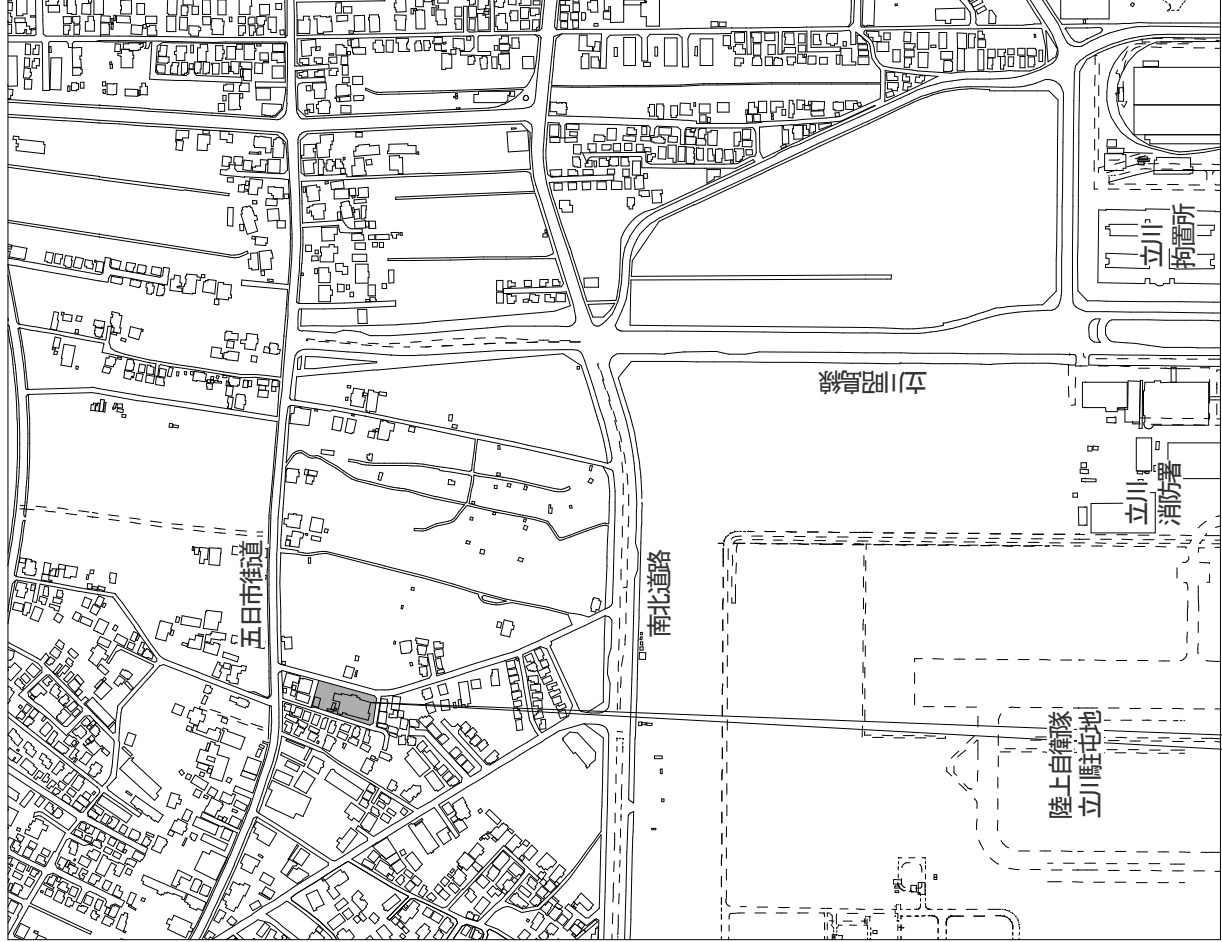 立川
拘置所
立川昭島線
立川
消防署
五日市街道
南北道路
陸上自衛隊
立川駐屯地